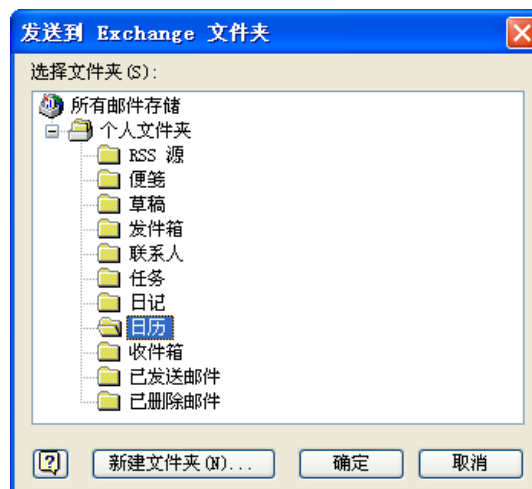 发送到 Exchange 文件夹
选择文件夹(S):
所有邮件存储
个人文件夹
RSS 源
便笺
草稿
发件箱
联系人
任务
日记
日历
收件箱
已发送邮件
已删除邮件
新建文件夹(N)... 确定 取消